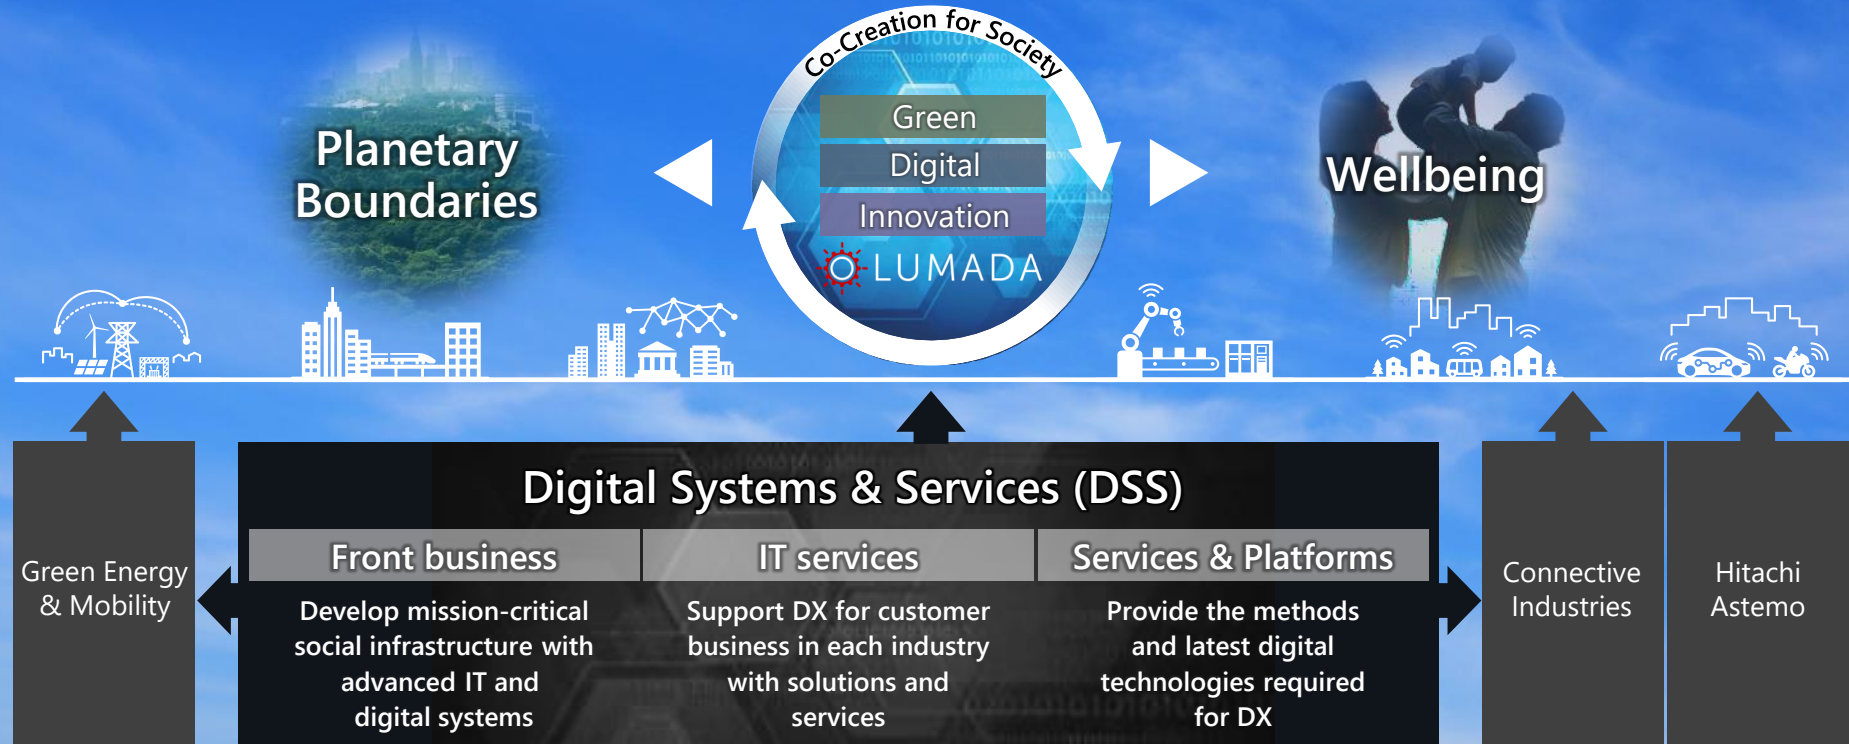 Co-Creation for Society
Planetary
Boundaries
Green
Digital
Innovation
LUMADA
Wellbeing
Digital Systems & Services (DSS)
Green Energy
& Mobility
Front business
Develop mission-critical
social infrastructure with
advanced IT and
digital systems
IT services
Support DX for customer
business in each industry
with solutions and
services
Services & Platforms
Provide the methods
and latest digital
technologies required
for DX
Connective
Industries
Hitachi
Astemo